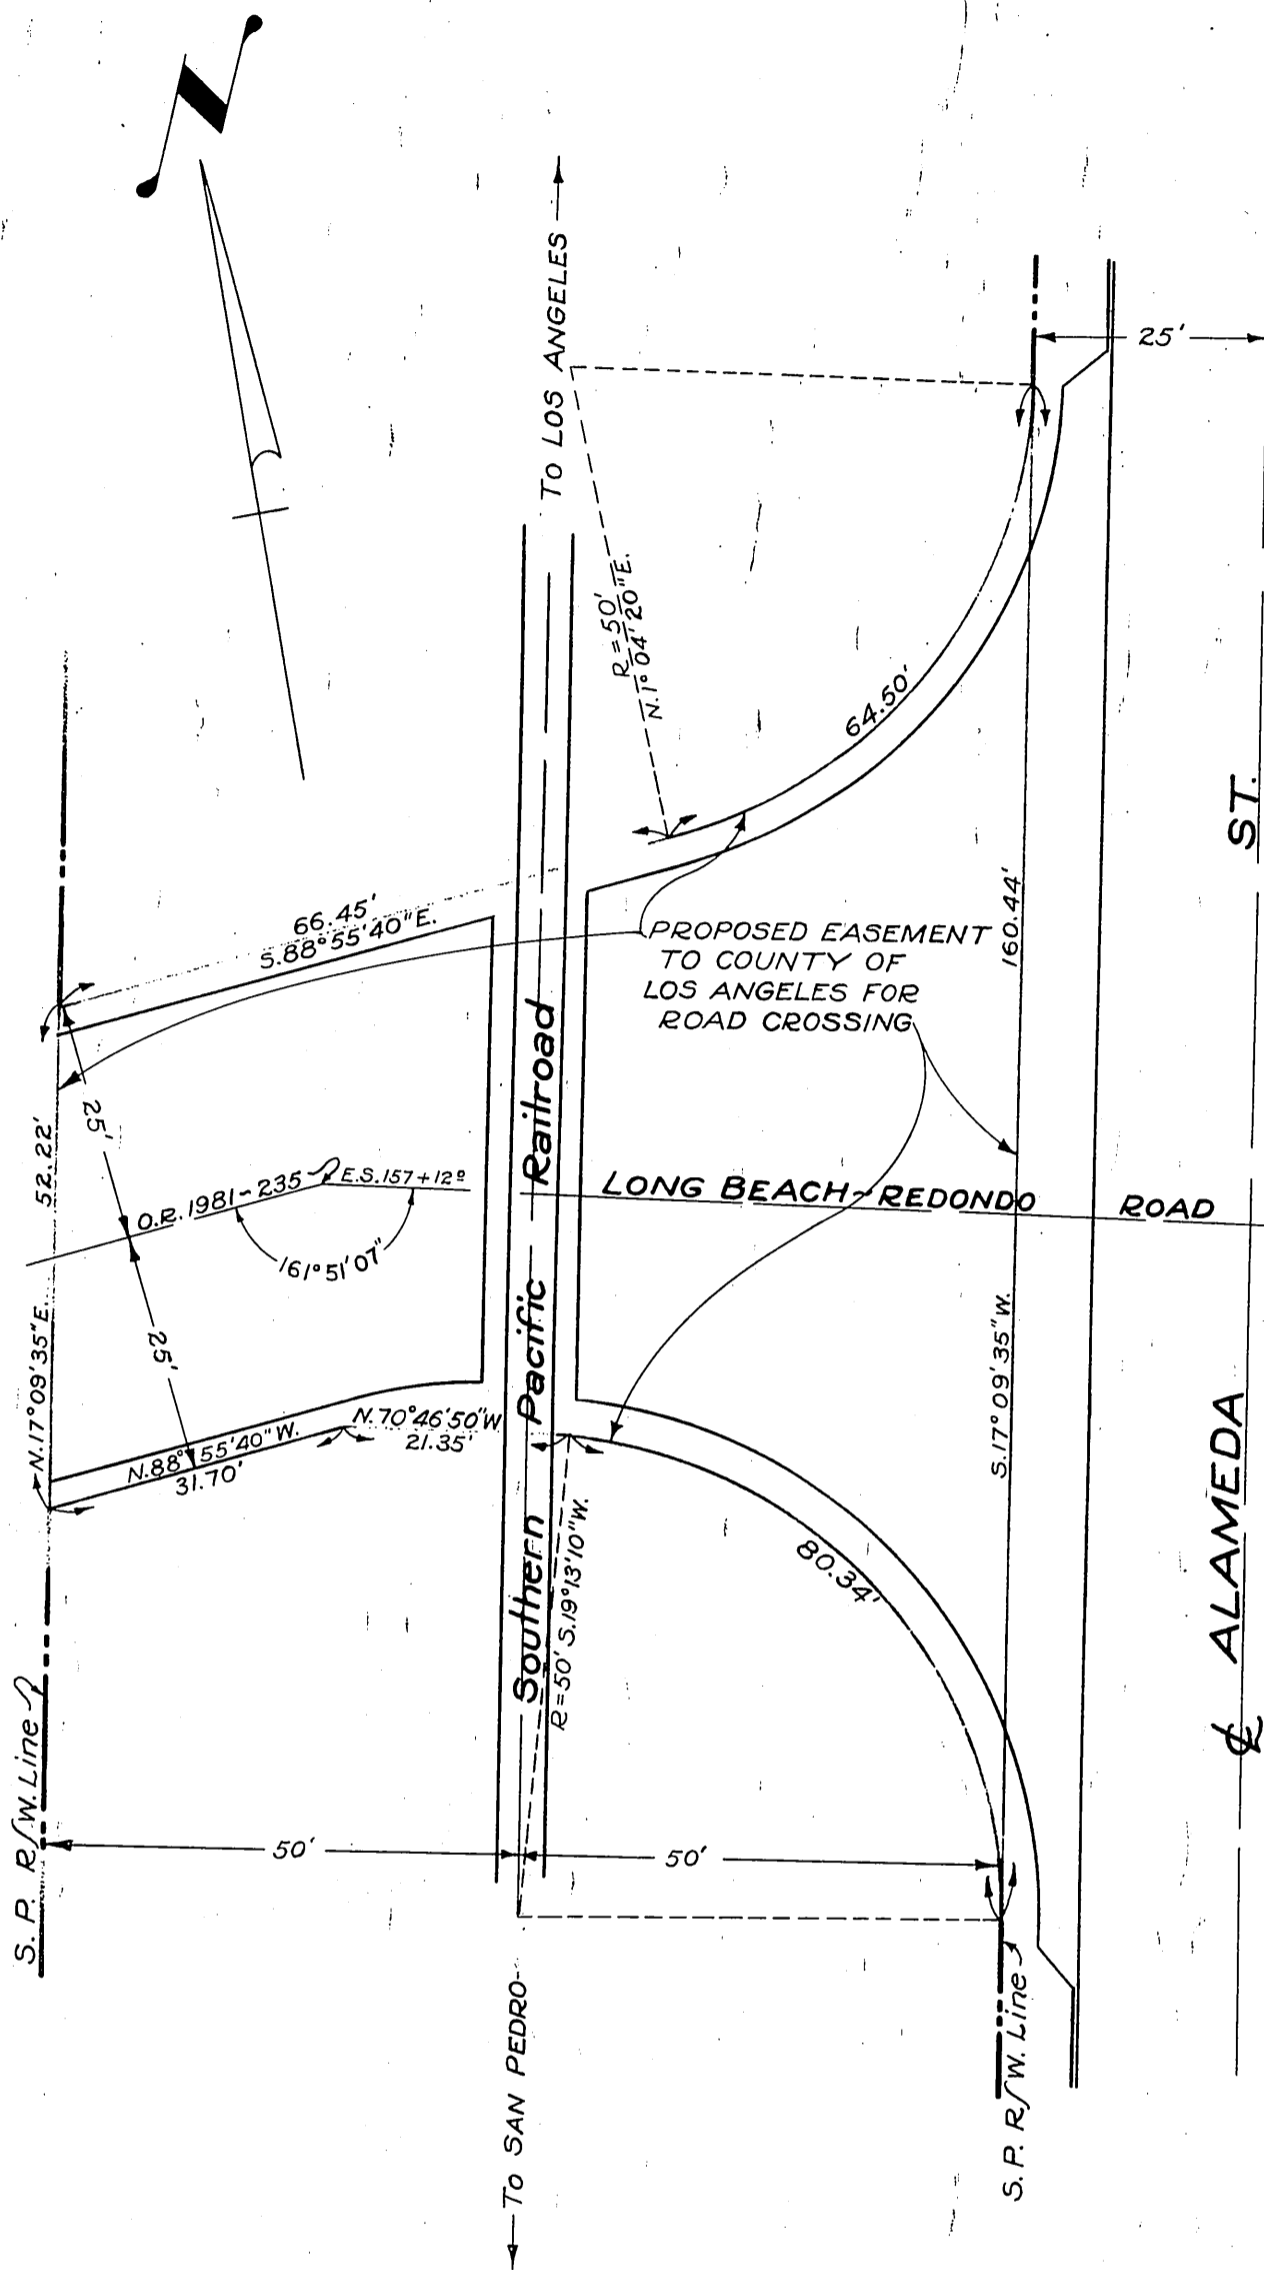 N
TO LOS ANGELES
25'
R=50'
N.1°04'20"E.
64.50'
ST.
66.45'
S.88°55'40"E.
160.44'
PROPOSED EASEMENT
TO COUNTY OF
LOS ANGELES FOR
ROAD CROSSING
25'
52.22'
O.R. 1981-235
E.S. 157+12º
LONG BEACH-REDONDO ROAD
161°51'07"
25'
N.17°09'35"E.
S.17°09'35"W.
N.70°46'50"W
21.35'
N.88°55'40"W.
31.70'
Southern Pacific Railroad
R=50' S.19°13'10"W.
80.34'
ALAMEDA
S.P. R/W. Line
50'
50'
TO SAN PEDRO
S.P. R/W. Line